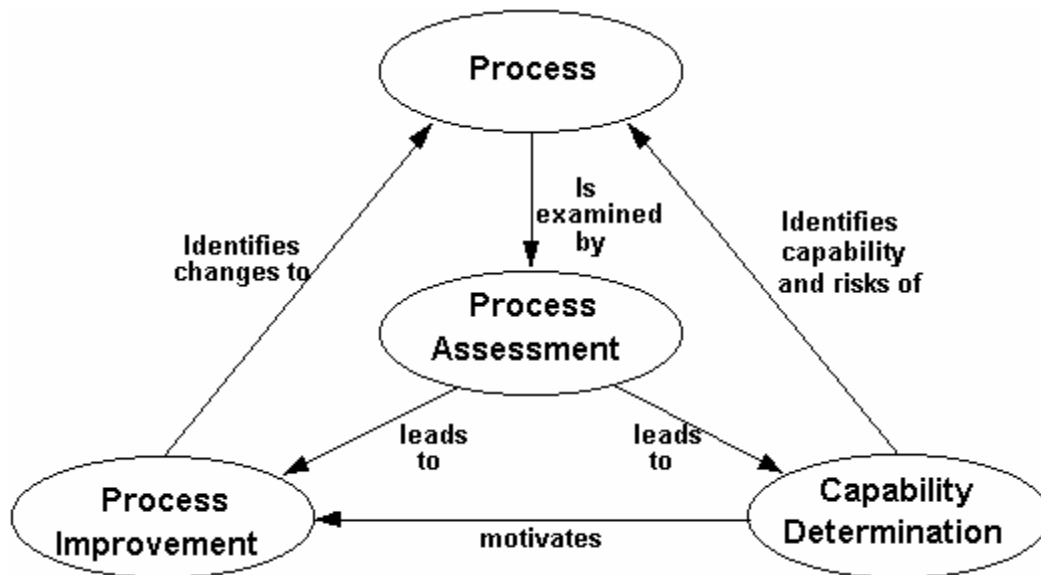 Process
Is
examined
by
Identifies
changes to
Identifies
capability
and risks of
Process
Assessment
leads
to
leads
to
Process
Improvement
motivates
Capability
Determination